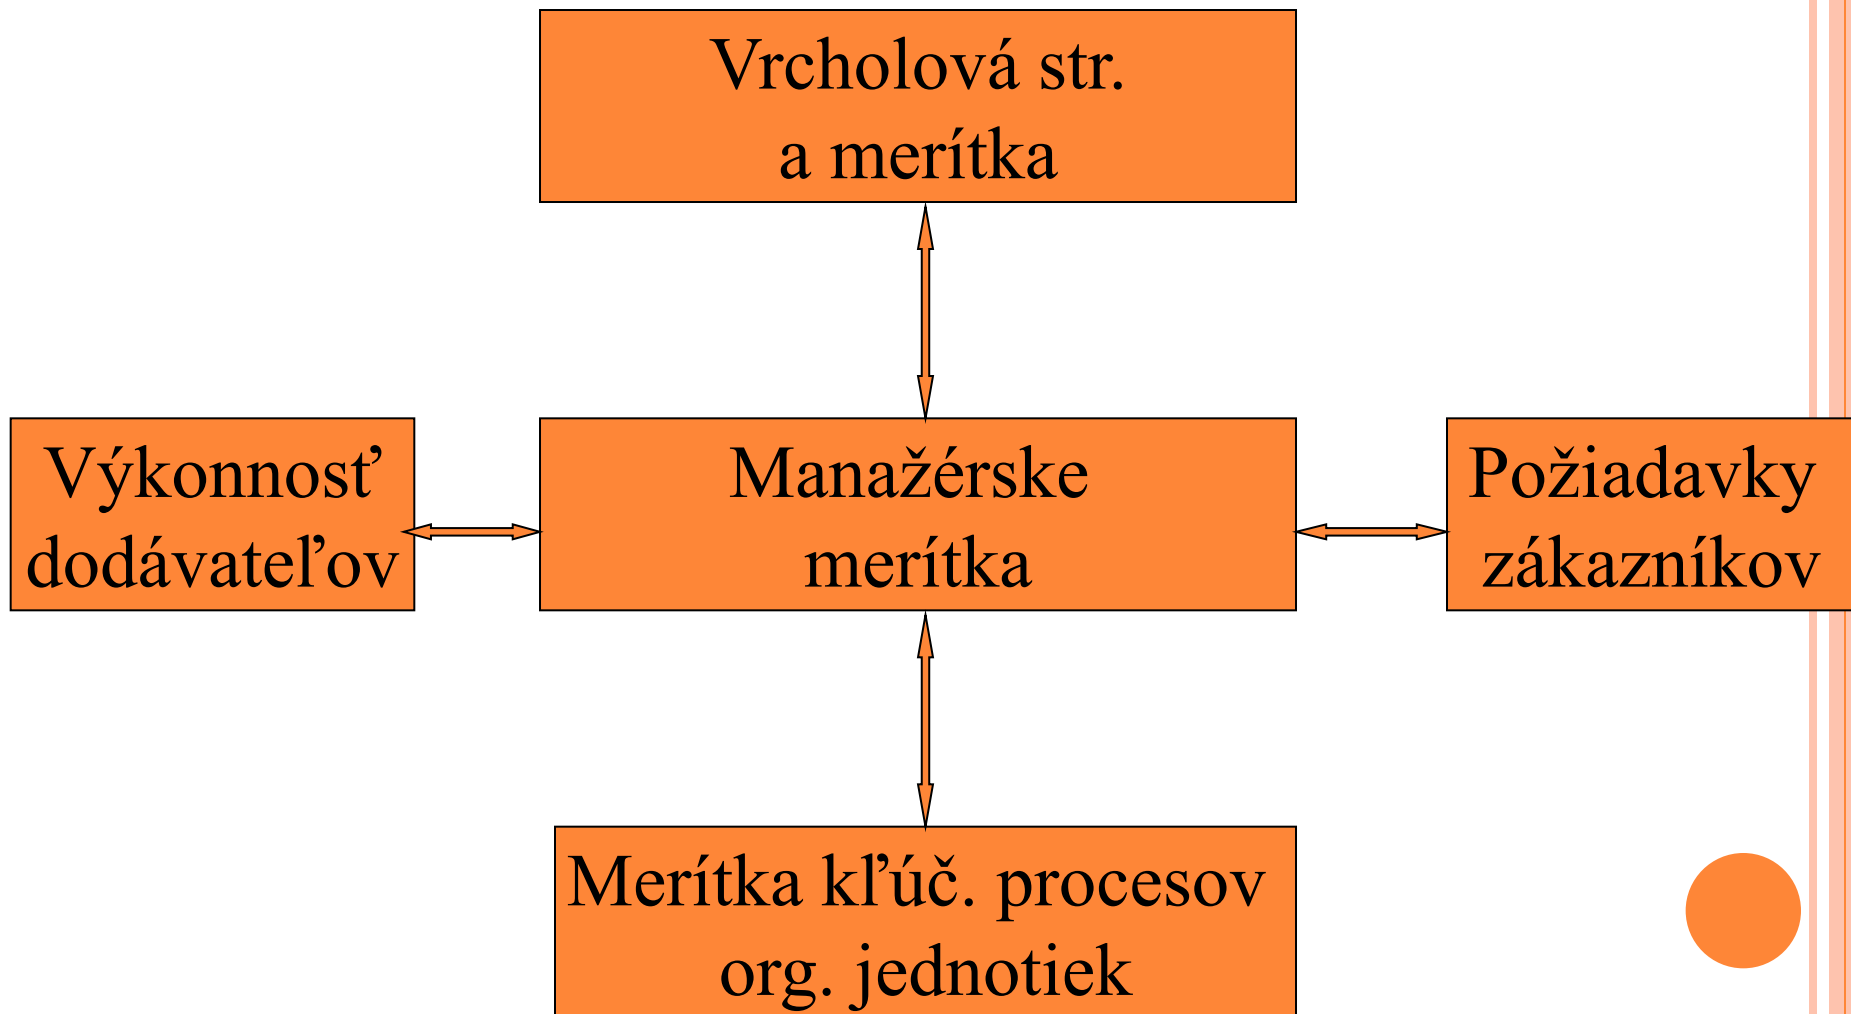 Vrcholová str.
a merítka
Výkonnosť
dodávateľov
Manažérske
merítka
Požiadavky
zákazníkov
Merítka kľúč. procesov
org. jednotiek